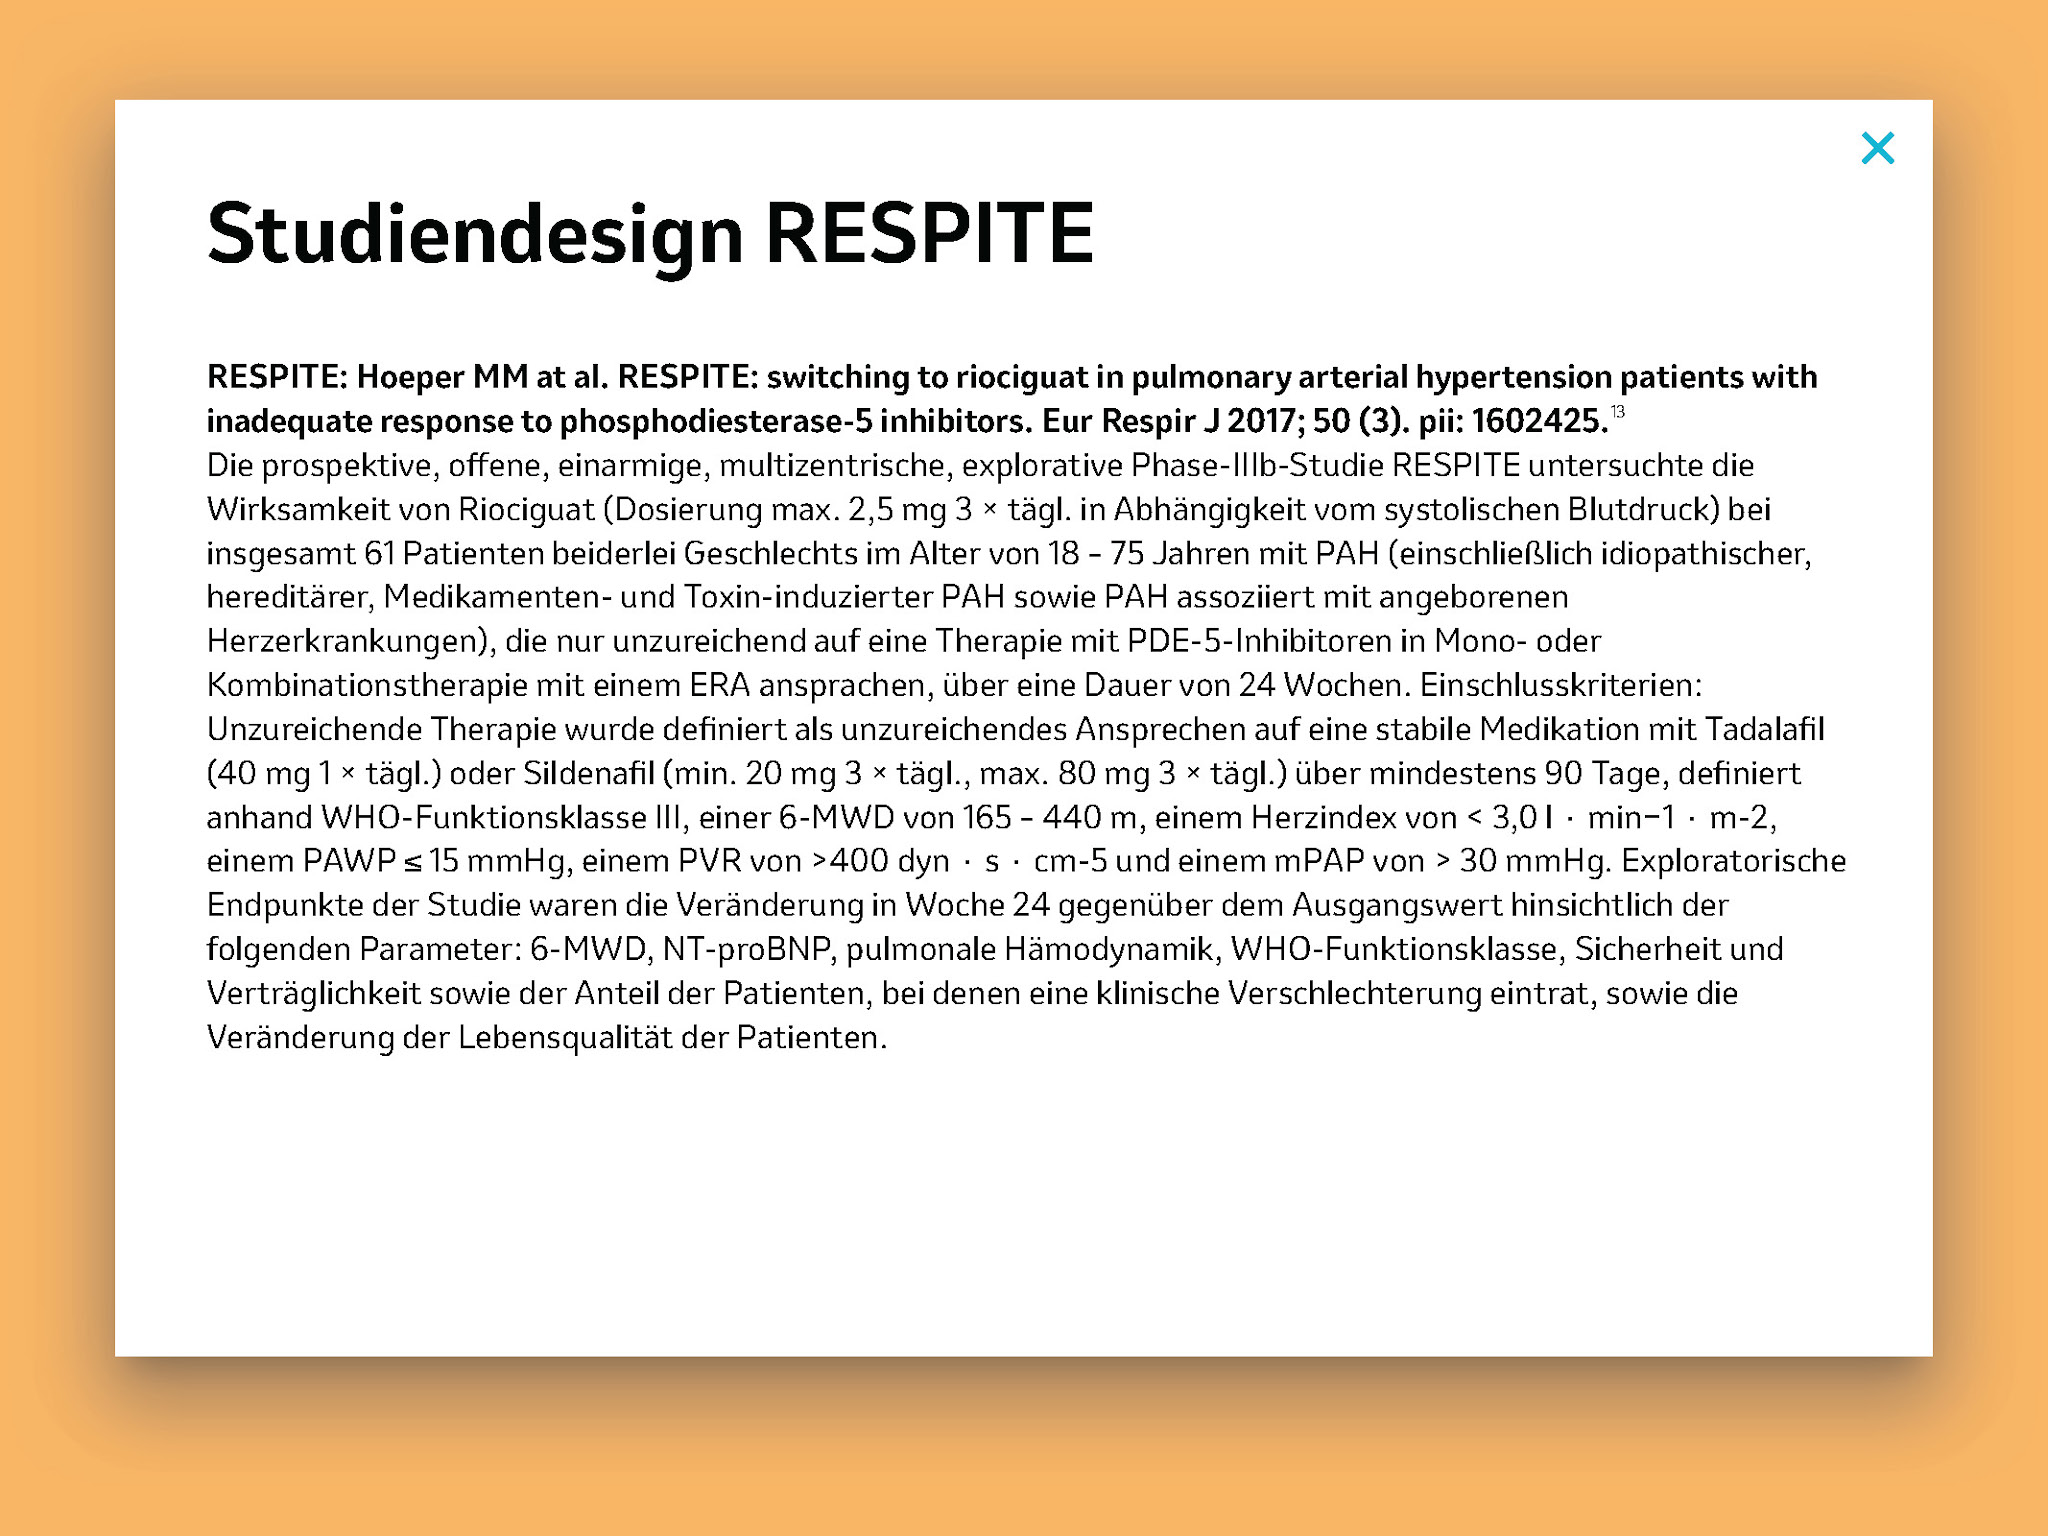 Studiendesign RESPITE
RESPITE: Hoeper MM at al. RESPITE: switching to riociguat in pulmonary arterial hypertension patients with
inadequate response to phosphodiesterase-5 inhibitors. Eur Respir J 2017; 50 (3). pii: 1602425.13
Die prospektive, offene, einarmige, multizentrische, explorative Phase-IIIb-Studie RESPITE untersuchte die
Wirksamkeit von Riociguat (Dosierung max. 2,5 mg 3 × tägl. in Abhängigkeit vom systolischen Blutdruck) bei
insgesamt 61 Patienten beiderlei Geschlechts im Alter von 18 – 75 Jahren mit PAH (einschließlich idiopathischer,
hereditärer, Medikamenten- und Toxin-induzierter PAH sowie PAH assoziiert mit angeborenen
Herzerkrankungen), die nur unzureichend auf eine Therapie mit PDE-5-Inhibitoren in Mono- oder
Kombinationstherapie mit einem ERA ansprachen, über eine Dauer von 24 Wochen. Einschlusskriterien:
Unzureichende Therapie wurde definiert als unzureichendes Ansprechen auf eine stabile Medikation mit Tadalafil
(40 mg 1 × tägl.) oder Sildenafil (min. 20 mg 3 × tägl., max. 80 mg 3 × tägl.) über mindestens 90 Tage, definiert
anhand WHO-Funktionsklasse III, einer 6-MWD von 165 – 440 m, einem Herzindex von < 3,0 l · min−1 · m-2,
einem PAWP ≤ 15 mmHg, einem PVR von >400 dyn · s · cm-5 und einem mPAP von > 30 mmHg. Exploratorische
Endpunkte der Studie waren die Veränderung in Woche 24 gegenüber dem Ausgangswert hinsichtlich der
folgenden Parameter: 6-MWD, NT-proBNP, pulmonale Hämodynamik, WHO-Funktionsklasse, Sicherheit und
Verträglichkeit sowie der Anteil der Patienten, bei denen eine klinische Verschlechterung eintrat, sowie die
Veränderung der Lebensqualität der Patienten.